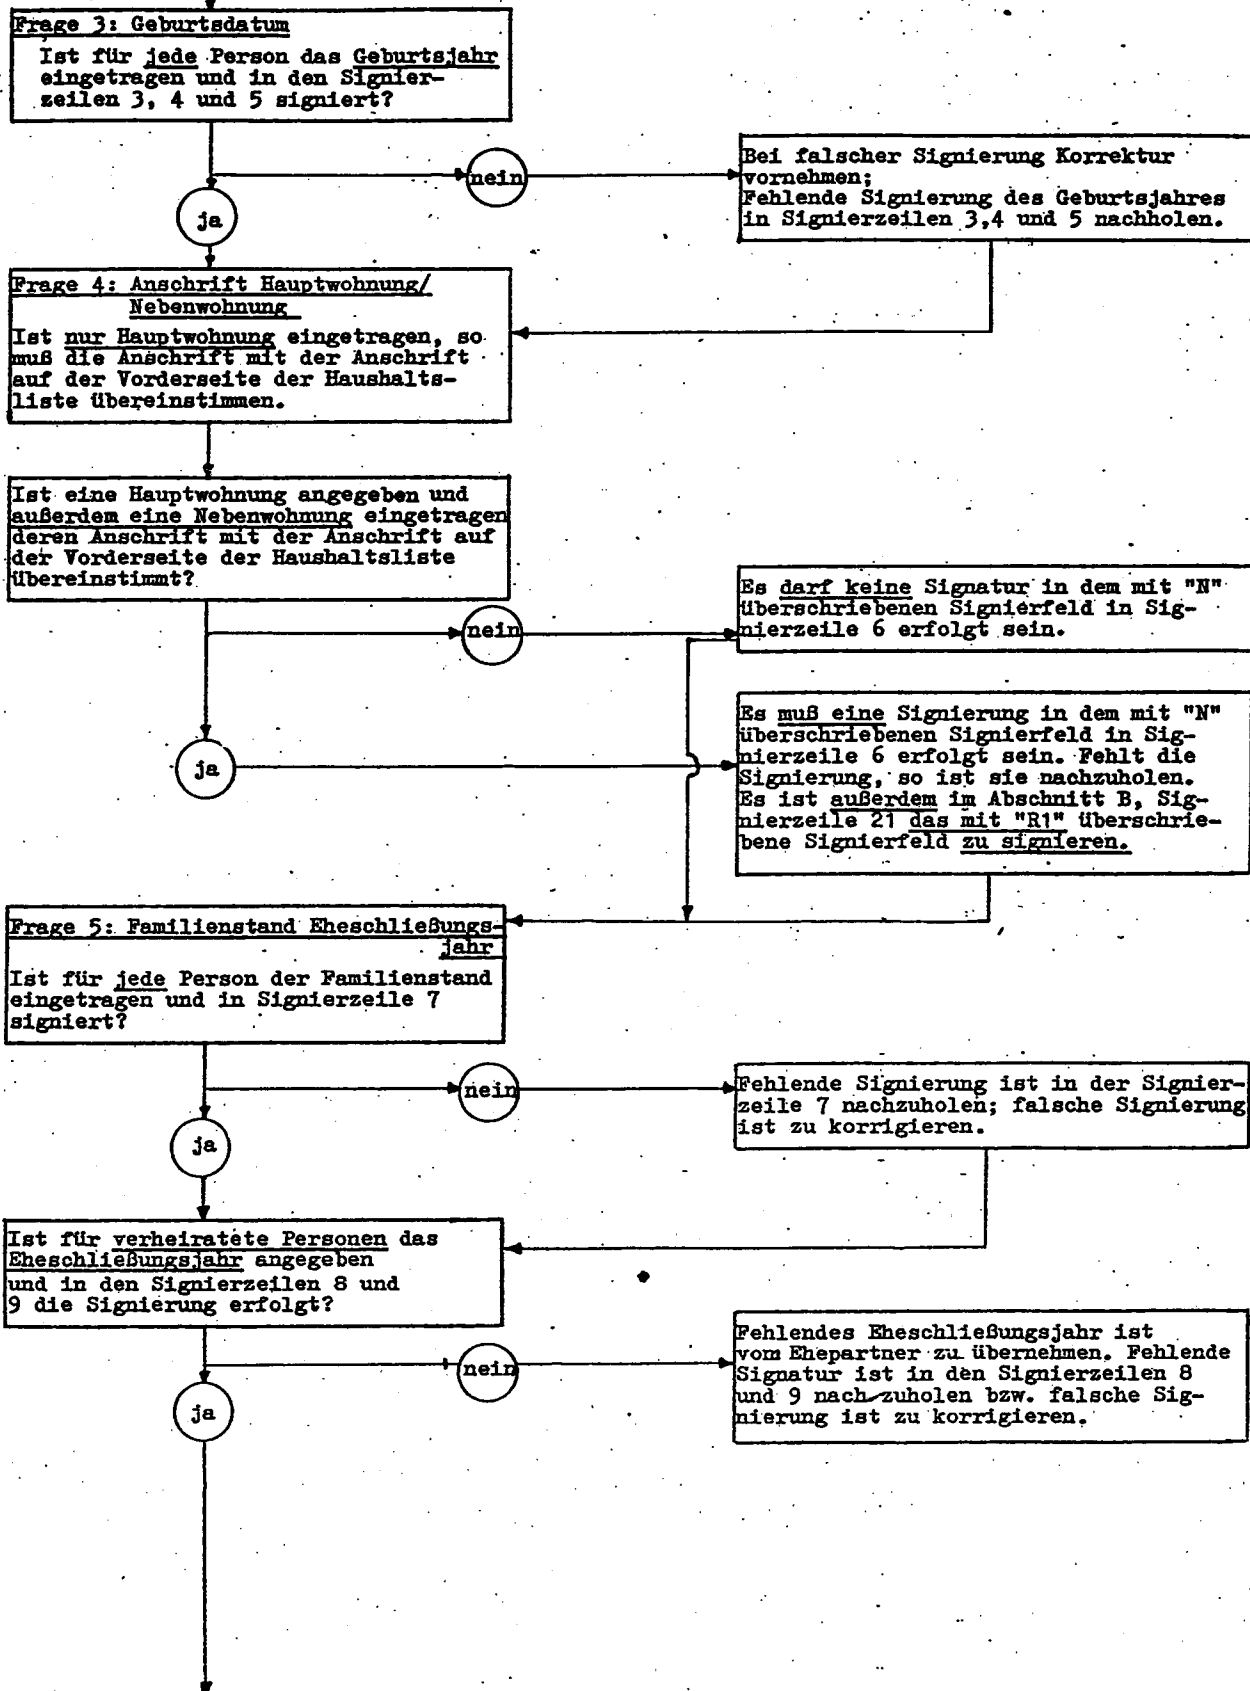 Frage 3: Geburtsdatum
Ist für jede Person das Geburtsjahr
eingetragen und in den Signier-
zeilen 3, 4 und 5 signiert?
nein
Bei falscher Signierung Korrektur
vornehmen;
Fehlende Signierung des Geburtsjahres
in Signierzeilen 3,4 und 5 nachholen.
ja
Frage 4: Anschrift Hauptwohnung/
Nebenwohnung
Ist nur Hauptwohnung eingetragen, so
muß die Anschrift mit der Anschrift
auf der Vorderseite der Haushalts-
liste übereinstimmen.
Ist eine Hauptwohnung angegeben und
außerdem eine Nebenwohnung eingetragen
deren Anschrift mit der Anschrift auf
der Vorderseite der Haushaltsliste
übereinstimmt?
nein
Es darf keine Signatur in dem mit "N"
überschriebenen Signierfeld in Sig-
nierzeile 6 erfolgt sein.
ja
Es muß eine Signierung in dem mit "N"
überschriebenen Signierfeld in Sig-
nierzeile 6 erfolgt sein. Fehlt die
Signierung, so ist sie nachzuholen.
Es ist außerdem im Abschnitt B, Sig-
nierzeile 21 das mit "R1" überschrie-
bene Signierfeld zu signieren.
Frage 5: Familienstand Eheschließungs-
jahr
Ist für jede Person der Familienstand
eingetragen und in Signierzeile 7
signiert?
nein
Fehlende Signierung ist in der Signier-
zeile 7 nachzuholen; falsche Signierung
ist zu korrigieren.
ja
Ist für verheiratete Personen das
Eheschließungsjahr angegeben
und in den Signierzeilen 8 und
9 die Signierung erfolgt?
nein
Fehlendes Eheschließungsjahr ist
vom Ehepartner zu übernehmen. Fehlende
Signatur ist in den Signierzeilen 8
und 9 nach zuholen bzw. falsche Sig-
nierung ist zu korrigieren.
ja